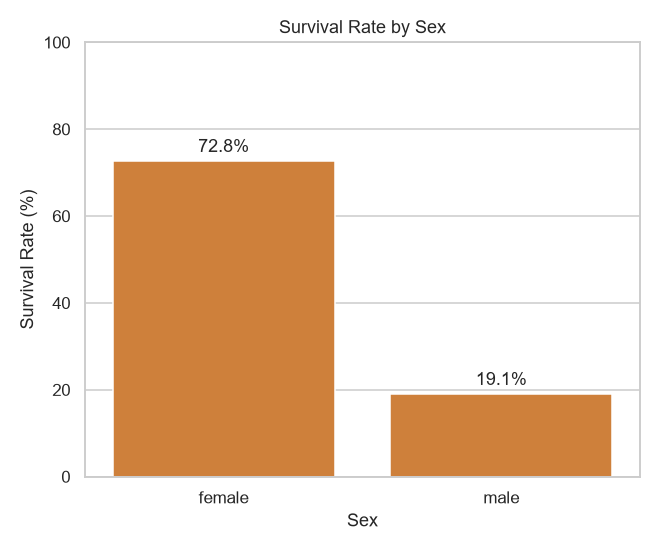 Survival Rate by Sex
100
80
60
40
20
0
Survival Rate (%)
72.8%
19.1%
female male
Sex